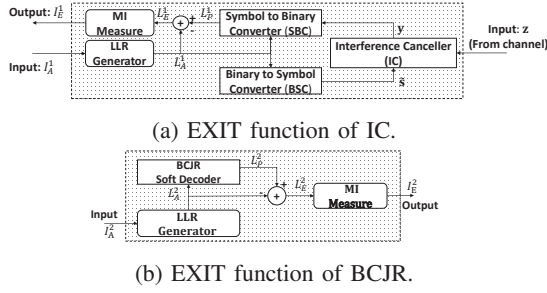 Output: I_E^1
MI
Measure
L_E^1
+
-
+
L_P^1
Symbol to Binary
Converter (SBC)
y
Input: z
(From channel)
Interference Canceller
(IC)
Input: I_A^1
LLR
Generator
L_A^1
Binary to Symbol
Converter (BSC)
s̃
(a) EXIT function of IC.
BCJR
Soft Decoder
L_P^2
L_A^2
-
+
+
L_E^2
MI
Measure
I_E^2
Output
Input
I_A^2
LLR
Generator
(b) EXIT function of BCJR.